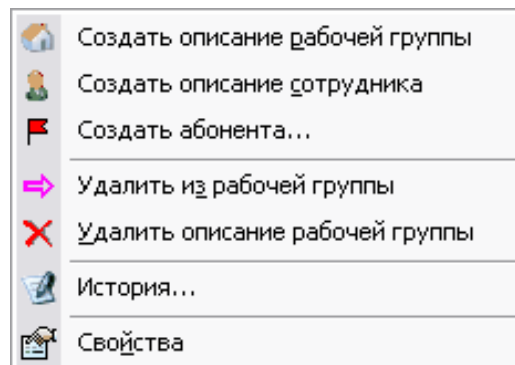 Создать описание рабочей группы
Создать описание сотрудника
Создать абонента...
Удалить из рабочей группы
Удалить описание рабочей группы
История...
Свойства